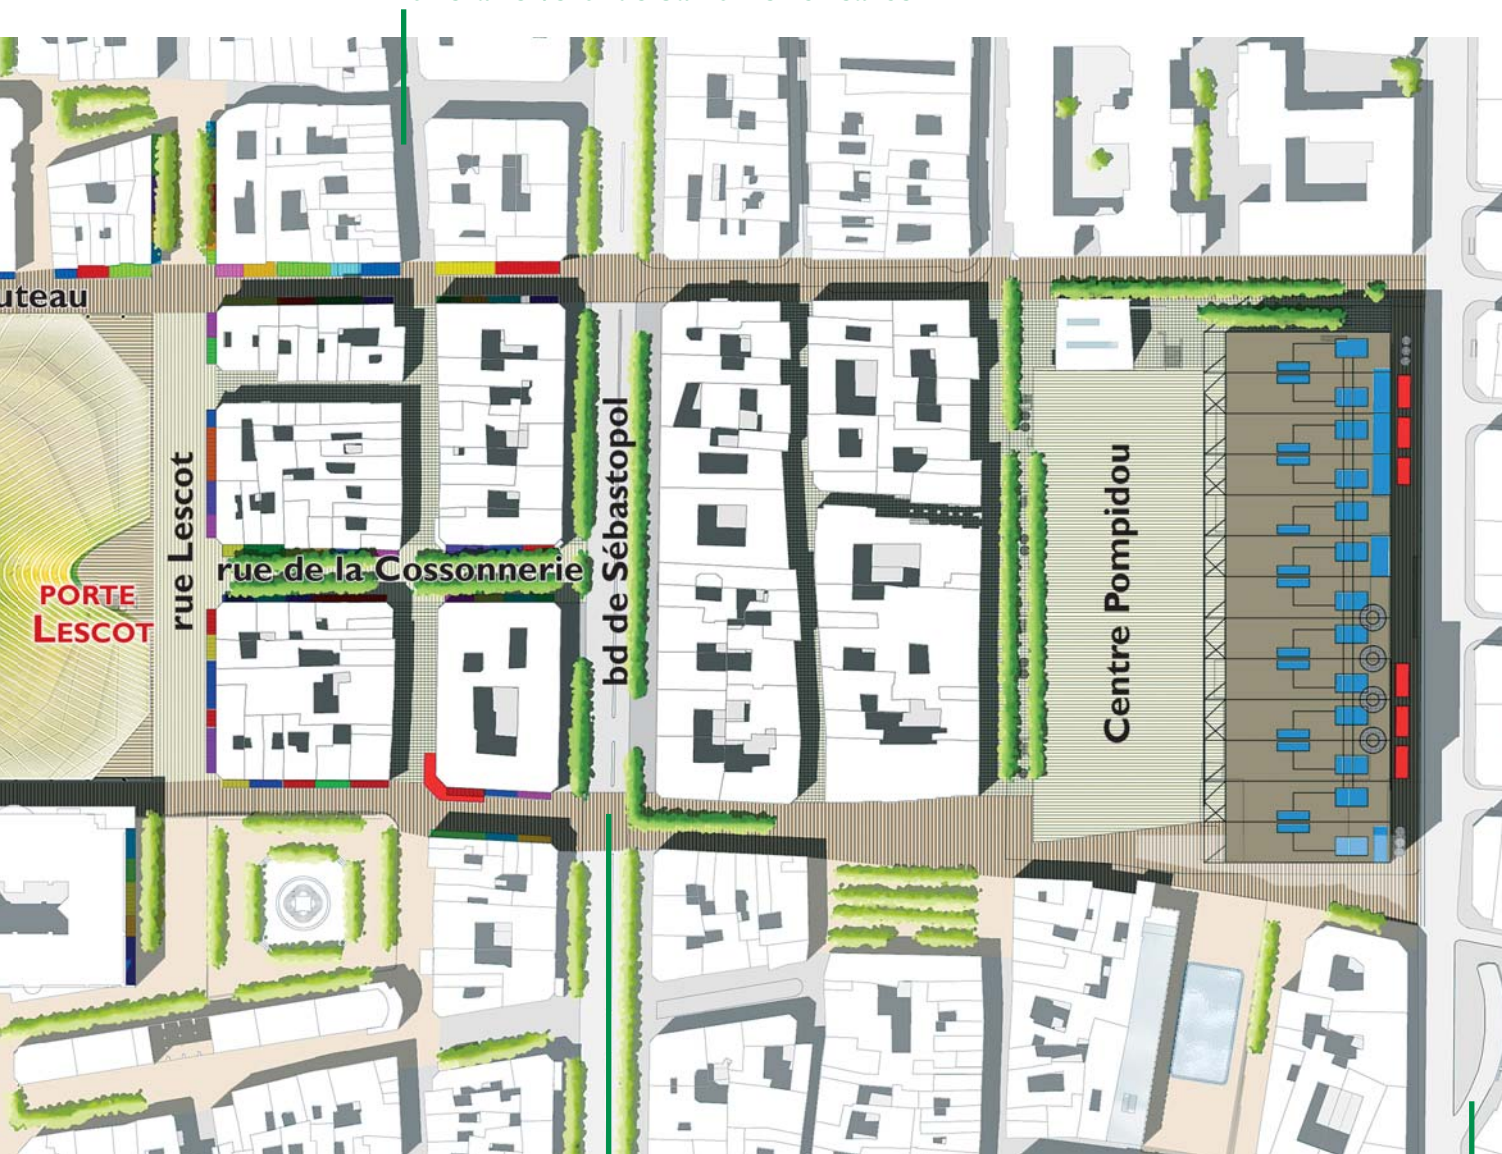 uteau
rue Lescot
rue de la Cossonnerie
bd de Sébastopol
Centre Pompidou
PORTE
LESCOT